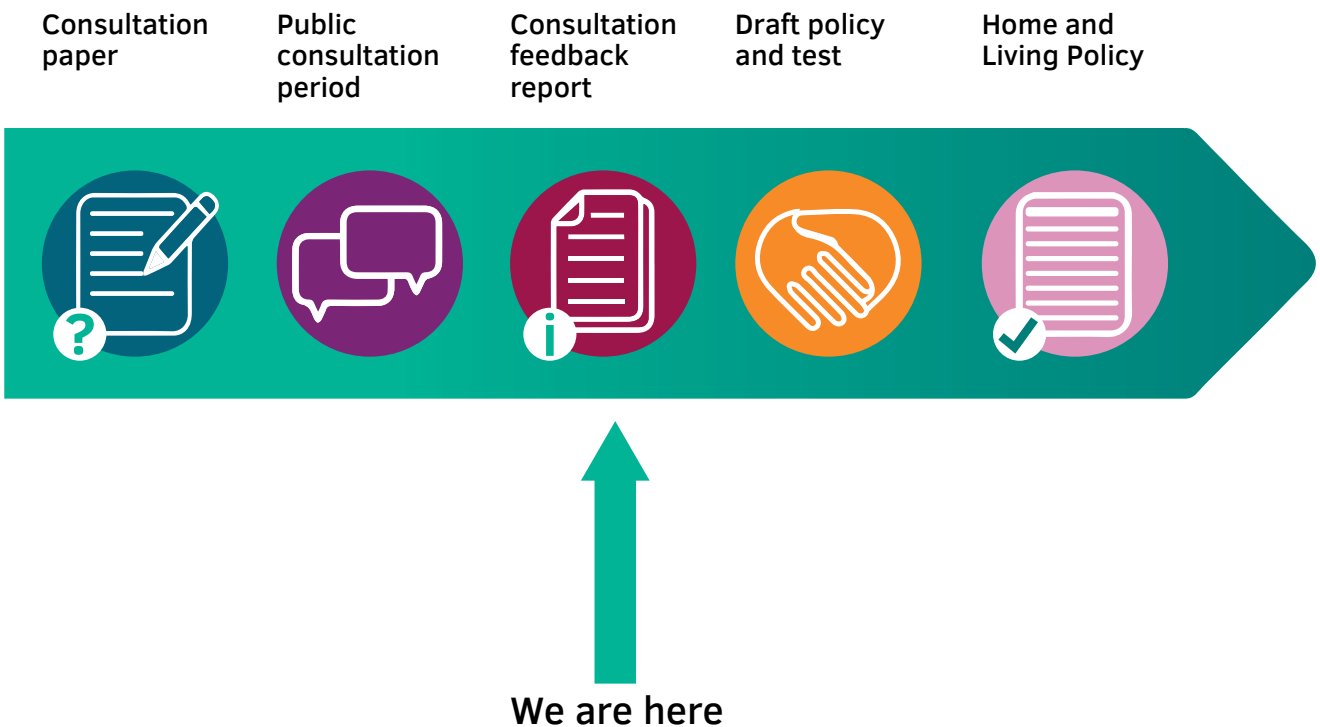 Consultation
paper
Public
consultation
period
Consultation
feedback
report
Draft policy
and test
Home and
Living Policy
?
i
We are here